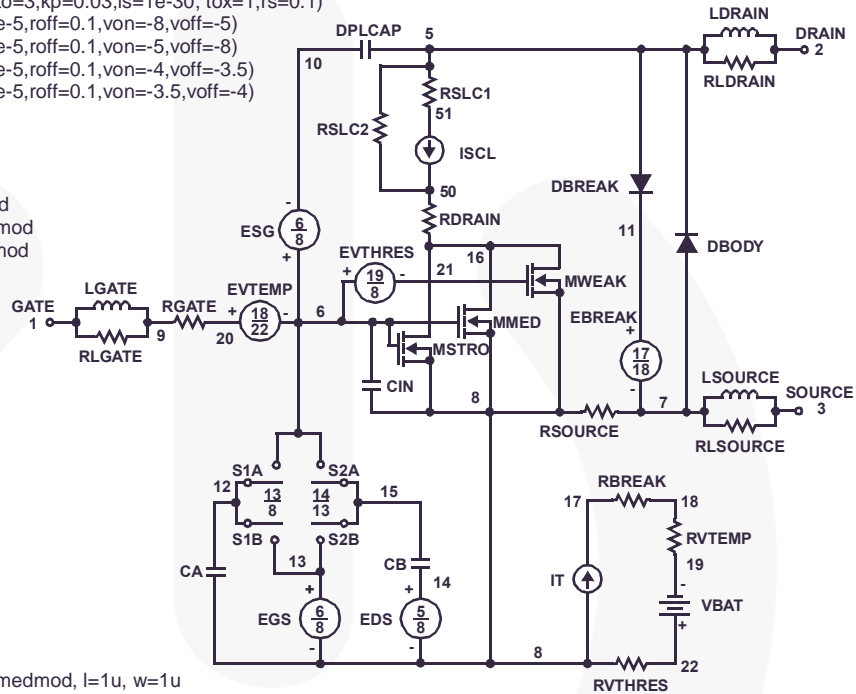 to=3,kp=0.03,is=1e-30, tox=1,rs=0.1)
e-5,roff=0.1,von=-8,voff=-5)
e-5,roff=0.1,von=-5,voff=-8)
e-5,roff=0.1,von=-4,voff=-3.5)
e-5,roff=0.1,von=-3.5,voff=-4)
d
mod
mod
LDRAIN
DPLCAP
5
DRAIN
2
10
RLDRAIN
RSLC1
51
RSLC2
ISCL
50
DBREAK
RDRAIN
ESG
6
8
-
+
11
DBODY
EVTHRES
16
+
19
8
-
21
MWEAK
LGATE
EVTEMP
GATE
1
RGATE
+
18
22
-
6
EBREAK
+
MMED
9
20
MSTRO
17
18
-
RLGATE
LSOURCE
CIN
8
7
SOURCE
3
RSOURCE
RLSOURCE
S1A
S2A
RBREAK
12
13
8
14
13
15
17
18
S1B
S2B
RVTEMP
13
CB
19
CA
IT
-
14
+
+
VBAT
EGS
6
8
EDS
5
8
+
-
-
8
22
RVTHRES
medmod, l=1u, w=1u